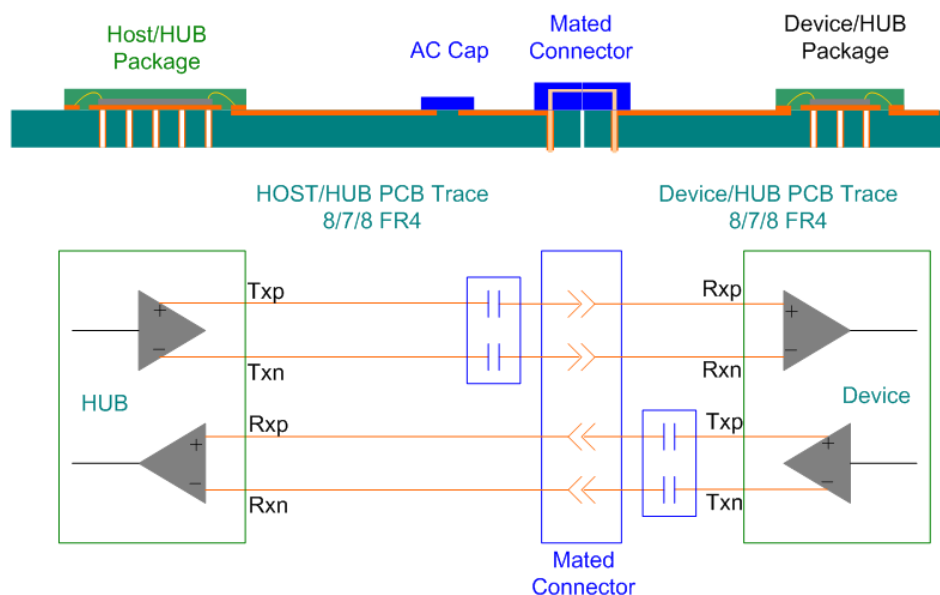 Host/HUB
Package
AC Cap
Mated
Connector
Device/HUB
Package
HOST/HUB PCB Trace
8/7/8 FR4
Device/HUB PCB Trace
8/7/8 FR4
Txp
Rxp
+
+
−
−
Txn
Rxn
HUB
Device
Rxp
Txp
+
+
−
−
Rxn
Txn
Mated
Connector